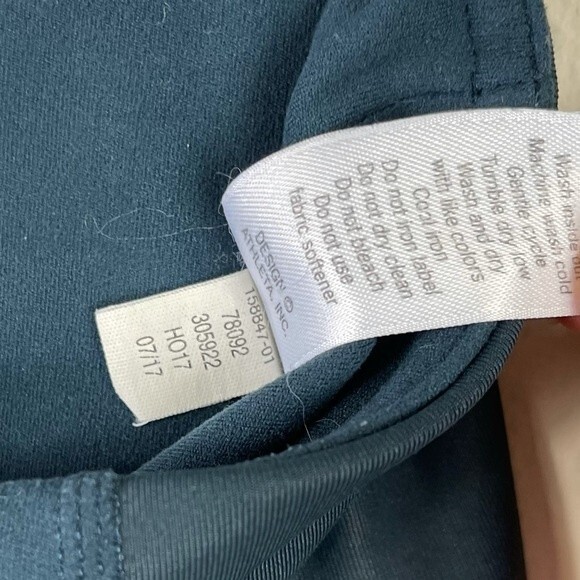 Wash inside out
Machine wash cold
Gentle cycle
Tumble dry low
Wash and dry
with like colors
Cool iron
Do not iron label
Do not dry clean
Do not bleach
Do not use
fabric softener
DESIGN ©
ATHLETA, INC.
158847-01
78092
305922
HO17
07/17